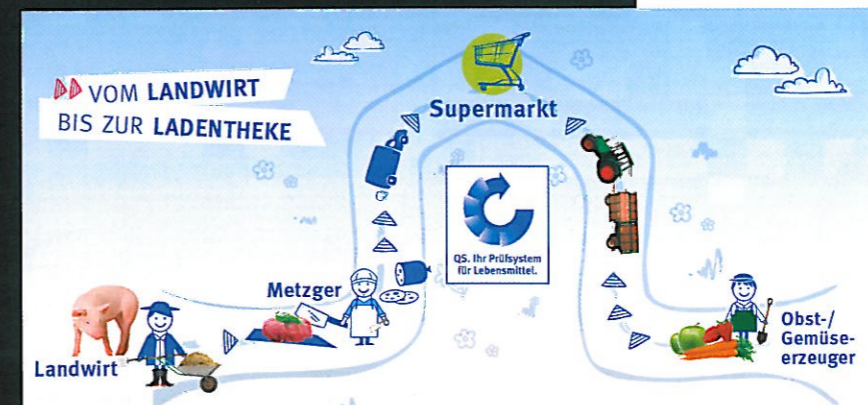 VOM LANDWIRT
BIS ZUR LADENTHEKE
Supermarkt
QS. Ihr Prüfsystem
für Lebensmittel.
Metzger
Landwirt
Obst-/
Gemüse-
erzeuger